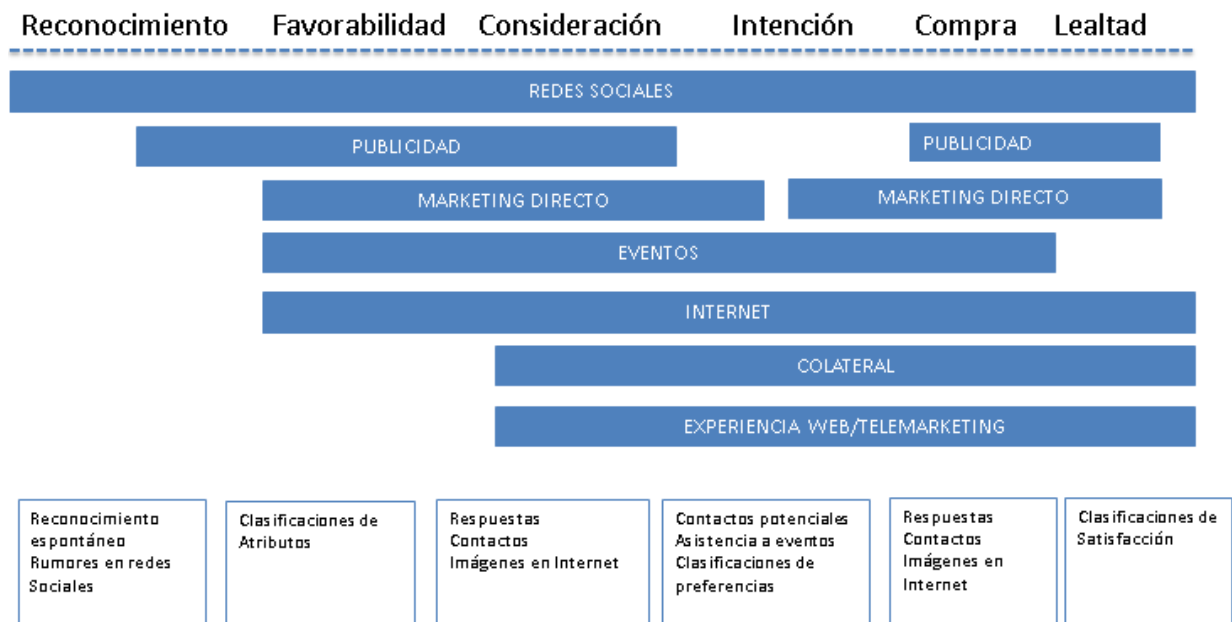 Reconocimiento Favorabilidad Consideración Intención Compra Lealtad
REDES SOCIALES
PUBLICIDAD
PUBLICIDAD
MARKETING DIRECTO
MARKETING DIRECTO
EVENTOS
INTERNET
COLATERAL
EXPERIENCIA WEB/TELEMARKETING
Reconocimiento
espontáneo
Rumores en redes
Sociales
Clasificaciones de
Atributos
Respuestas
Contactos
Imágenes en Internet
Contactos potenciales
Asistencia a eventos
Clasificaciones de
preferencias
Respuestas
Contactos
Imágenes en
Internet
Clasificaciones de
Satisfacción